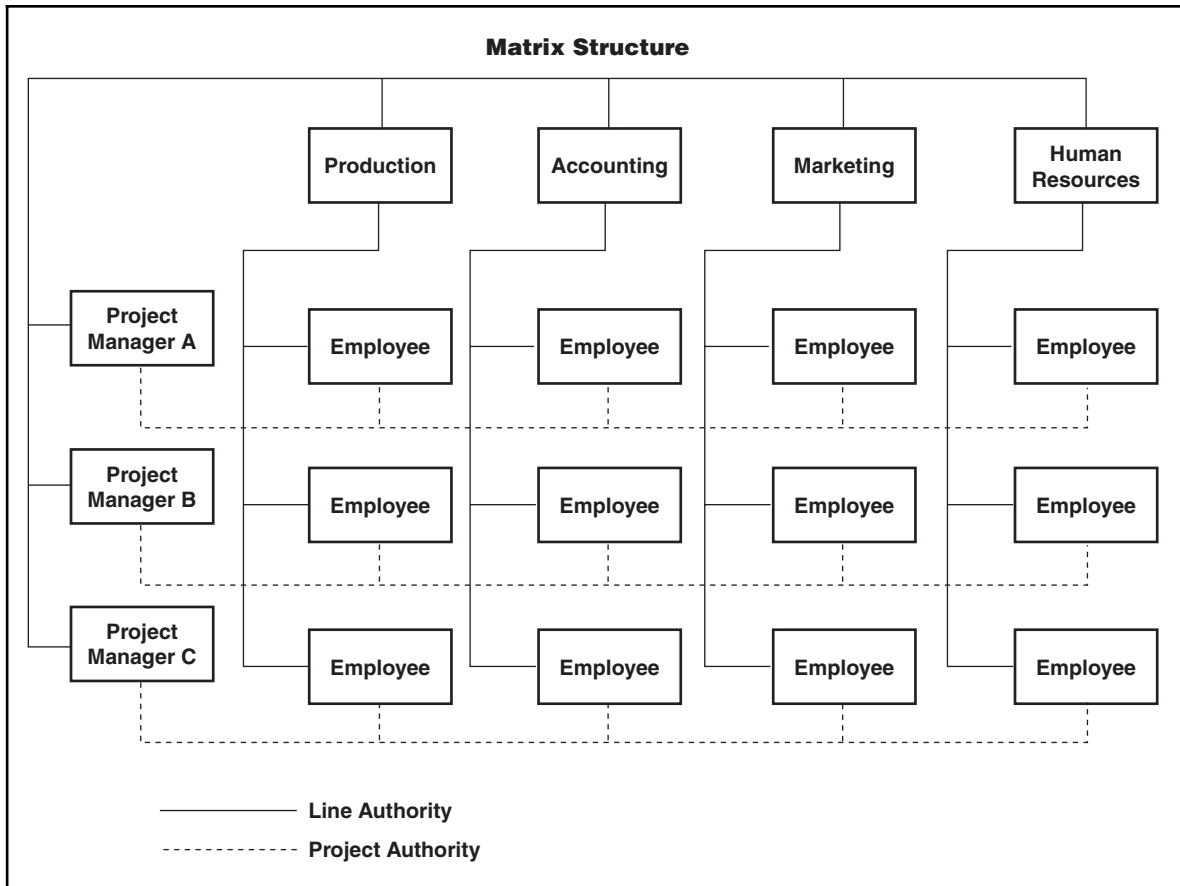 Matrix Structure
Production
Accounting
Marketing
Human
Resources
Project
Manager A
Employee
Employee
Employee
Employee
Project
Manager B
Employee
Employee
Employee
Employee
Project
Manager C
Employee
Employee
Employee
Employee
Line Authority
Project Authority